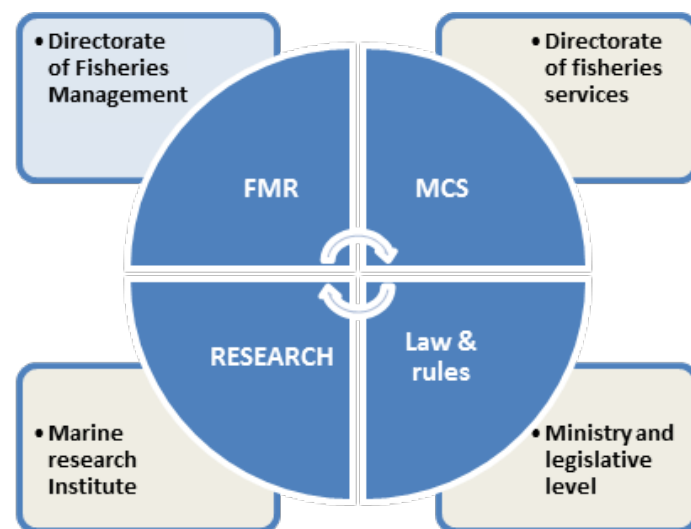 • Directorate
of Fisheries
Management
• Directorate
of fisheries
services
FMR
MCS
RESEARCH
Law &
rules
• Marine
research
Institute
• Ministry and
legislative
level